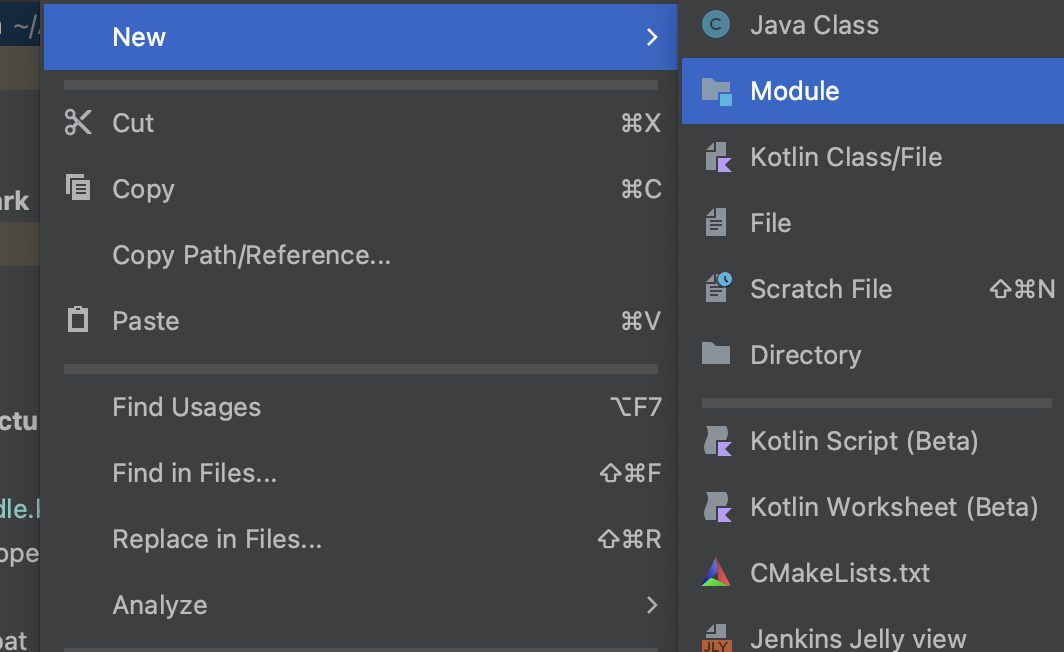 ~/
ark
ctu
dle.k
ope
bat
New
Cut ⌘X
Copy ⌘C
Copy Path/Reference...
Paste ⌘V
Find Usages ⌥F7
Find in Files... ⇧⌘F
Replace in Files... ⇧⌘R
Analyze
C Java Class
Module
Kotlin Class/File
File
Scratch File ⇧⌘N
Directory
Kotlin Script (Beta)
Kotlin Worksheet (Beta)
CMakeLists.txt
JLY Jenkins Jelly view